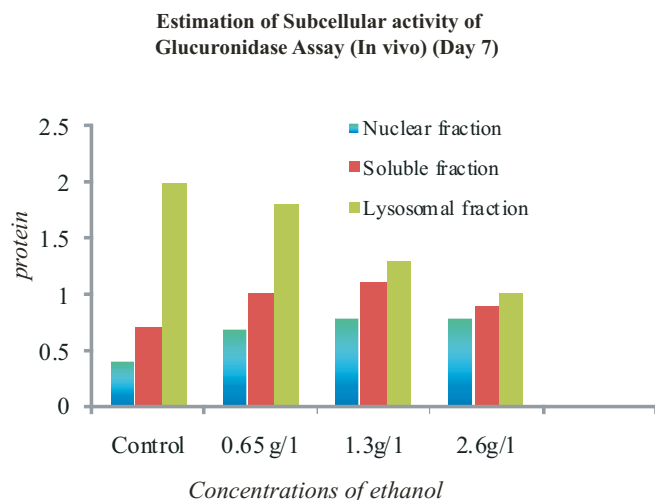 Estimation of Subcellular activity of
Glucuronidase Assay (In vivo) (Day 7)
2.5
2
1.5
1
0.5
0
protein
Nuclear fraction
Soluble fraction
Lysosomal fraction
Control 0.65 g/1 1.3g/1 2.6g/1
Concentrations of ethanol